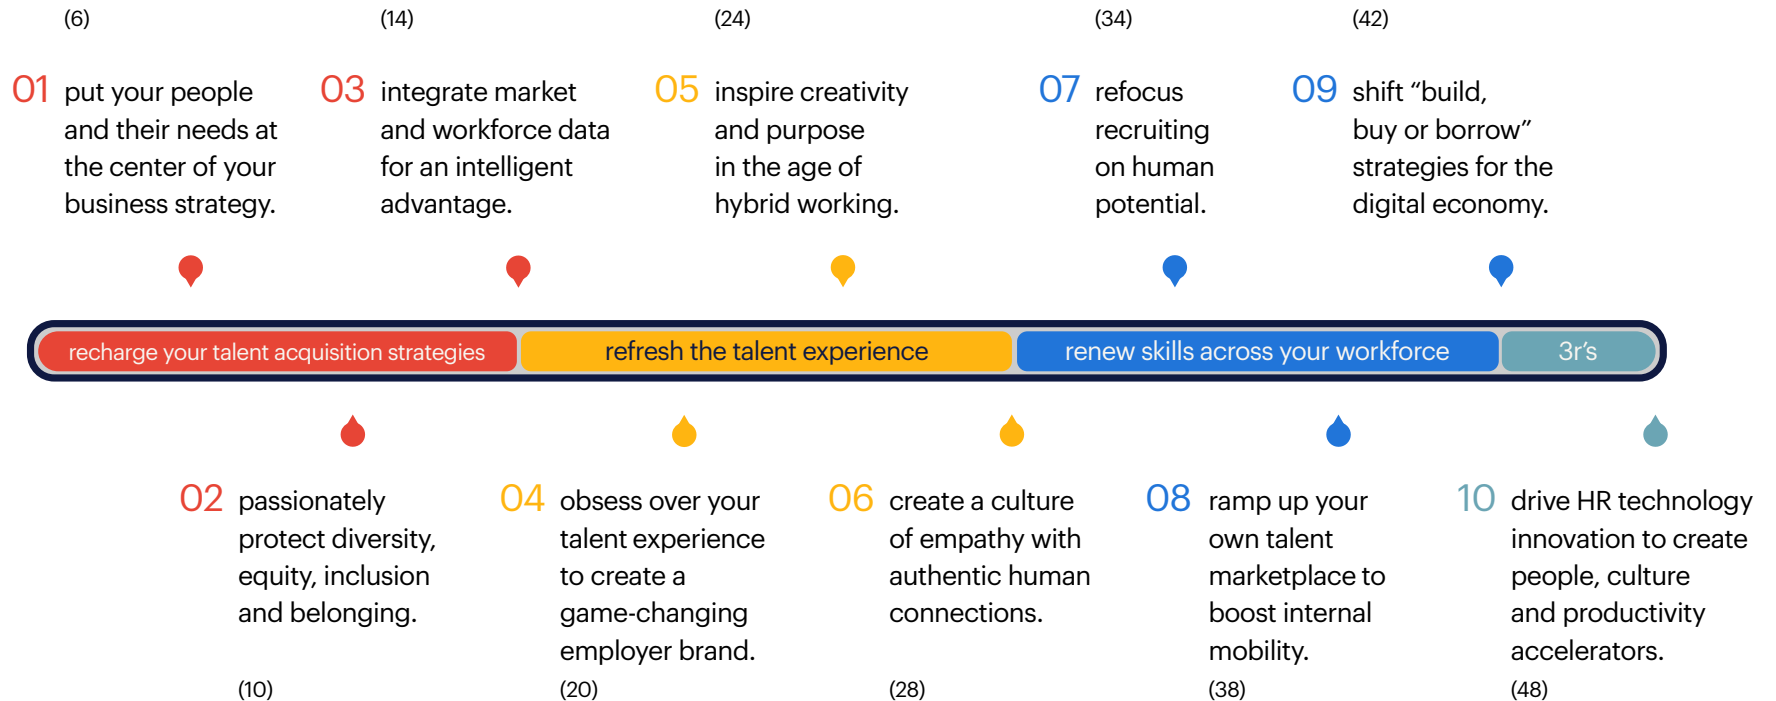 (6)
01 put your people
and their needs at
the center of your
business strategy.
(14)
03 integrate market
and workforce data
for an intelligent
advantage.
(24)
05 inspire creativity
and purpose
in the age of
hybrid working.
(34)
07 refocus
recruiting
on human
potential.
(42)
09 shift “build,
buy or borrow”
strategies for the
digital economy.
recharge your talent acquisition strategies
refresh the talent experience
renew skills across your workforce
3r’s
02 passionately
protect diversity,
equity, inclusion
and belonging.
(10)
04 obsess over your
talent experience
to create a
game-changing
employer brand.
(20)
06 create a culture
of empathy with
authentic human
connections.
(28)
08 ramp up your
own talent
marketplace to
boost internal
mobility.
(38)
10 drive HR technology
innovation to create
people, culture
and productivity
accelerators.
(48)